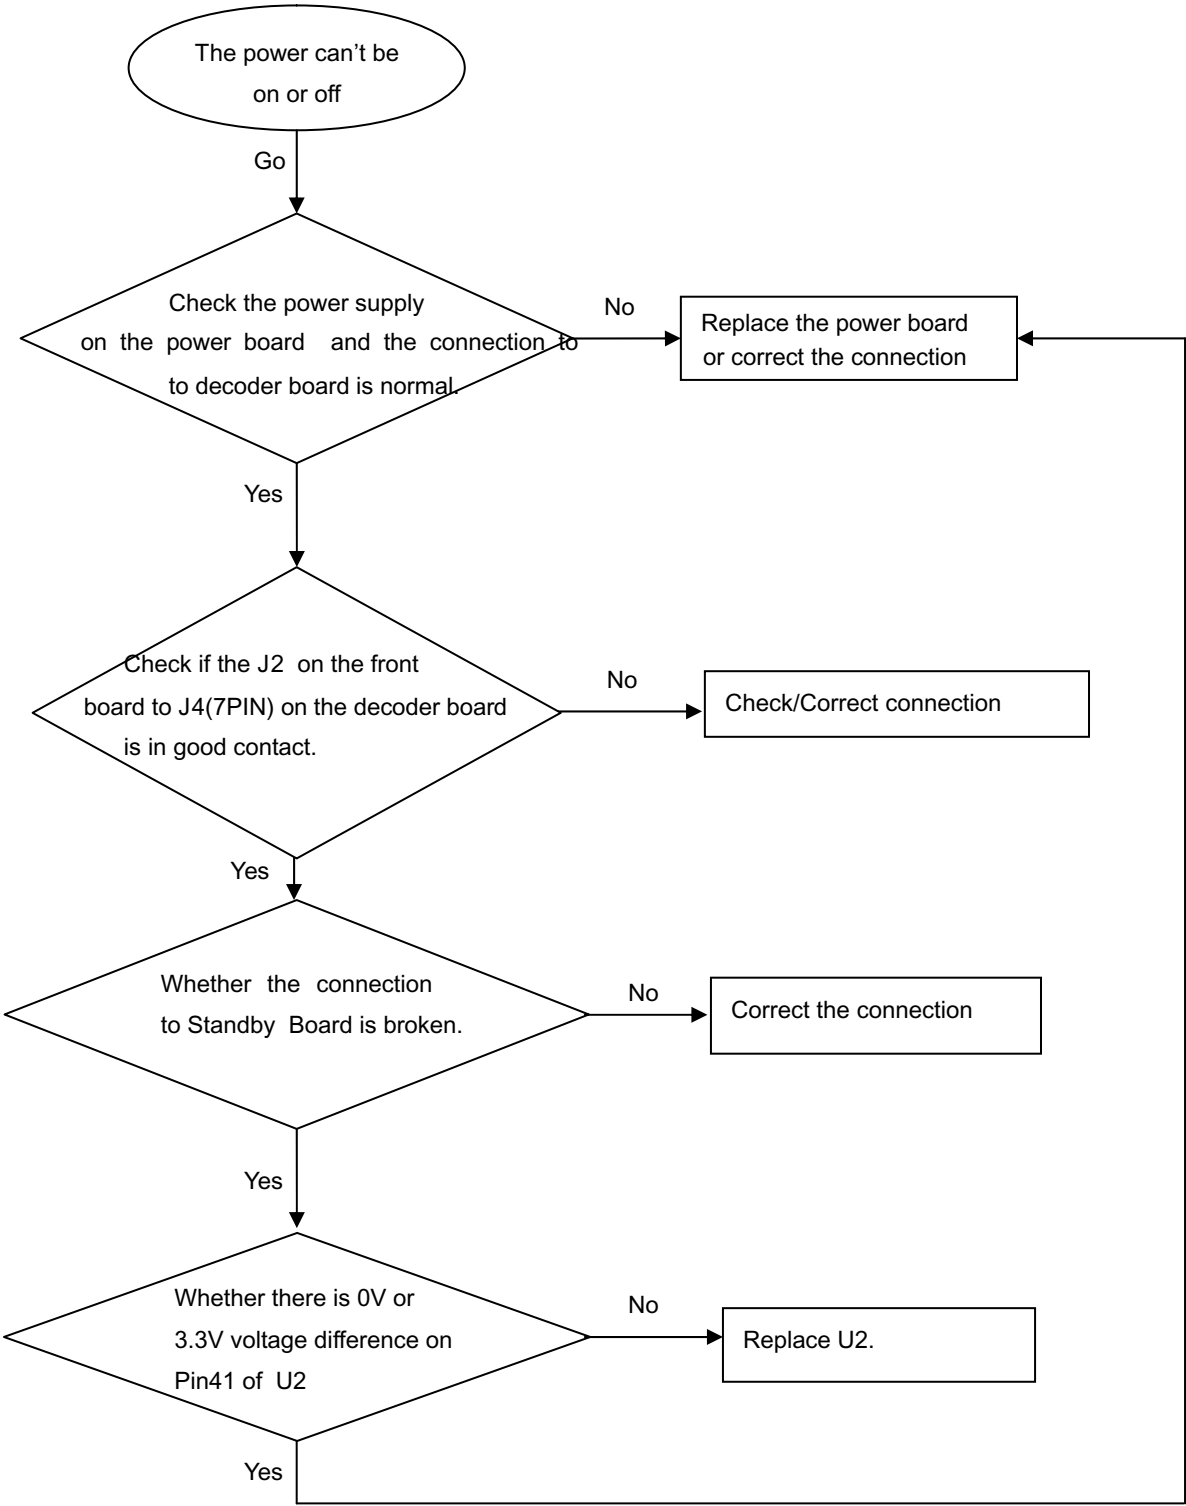 The power can't be
on or off
Go
Check the power supply
on the power board and the connection to
to decoder board is normal.
No
Replace the power board
or correct the connection
Yes
Check if the J2 on the front
board to J4(7PIN) on the decoder board
is in good contact.
No
Check/Correct connection
Yes
Whether the connection
to Standby Board is broken.
No
Correct the connection
Yes
Whether there is 0V or
3.3V voltage difference on
Pin41 of U2
No
Replace U2.
Yes